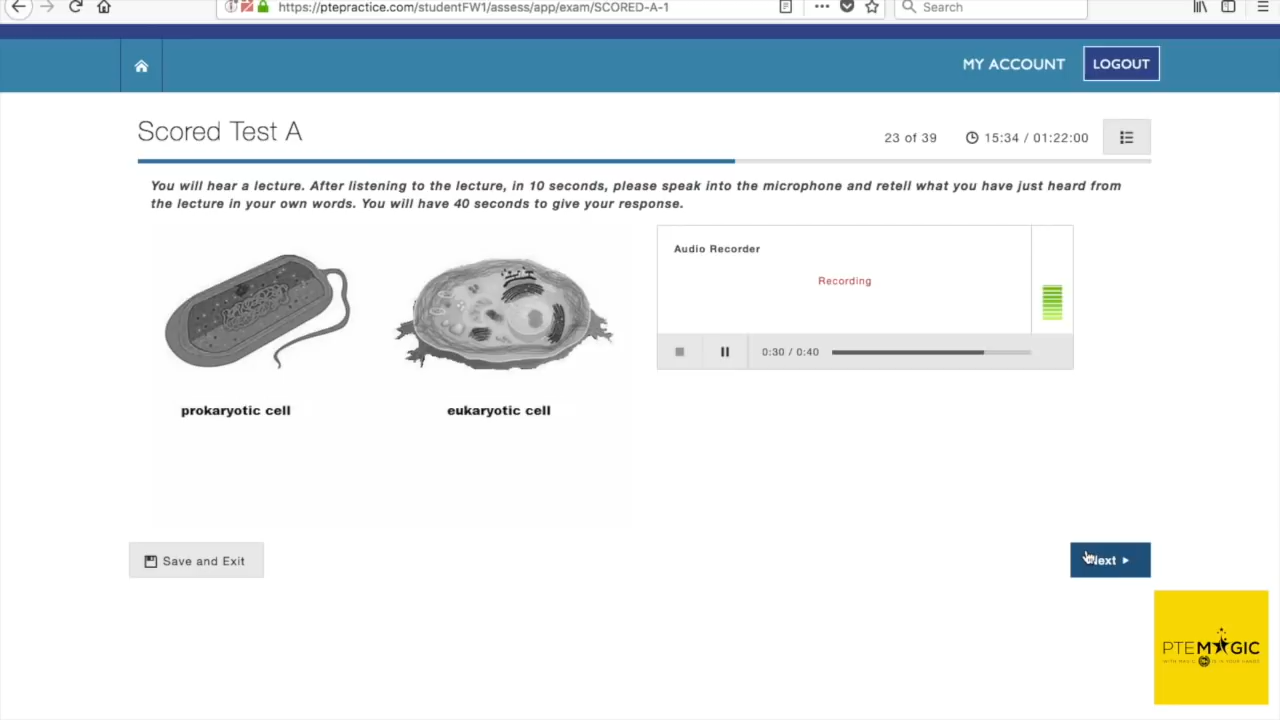 https://ptepractice.com/studentFW1/assess/app/exam/SCORED-A-1
Search
MY ACCOUNT
LOGOUT
Scored Test A
23 of 39
15:34 / 01:22:00
You will hear a lecture. After listening to the lecture, in 10 seconds, please speak into the microphone and retell what you have just heard from
the lecture in your own words. You will have 40 seconds to give your response.
Audio Recorder
Recording
0:30 / 0:40
prokaryotic cell
eukaryotic cell
Save and Exit
Next
PTEMAGIC